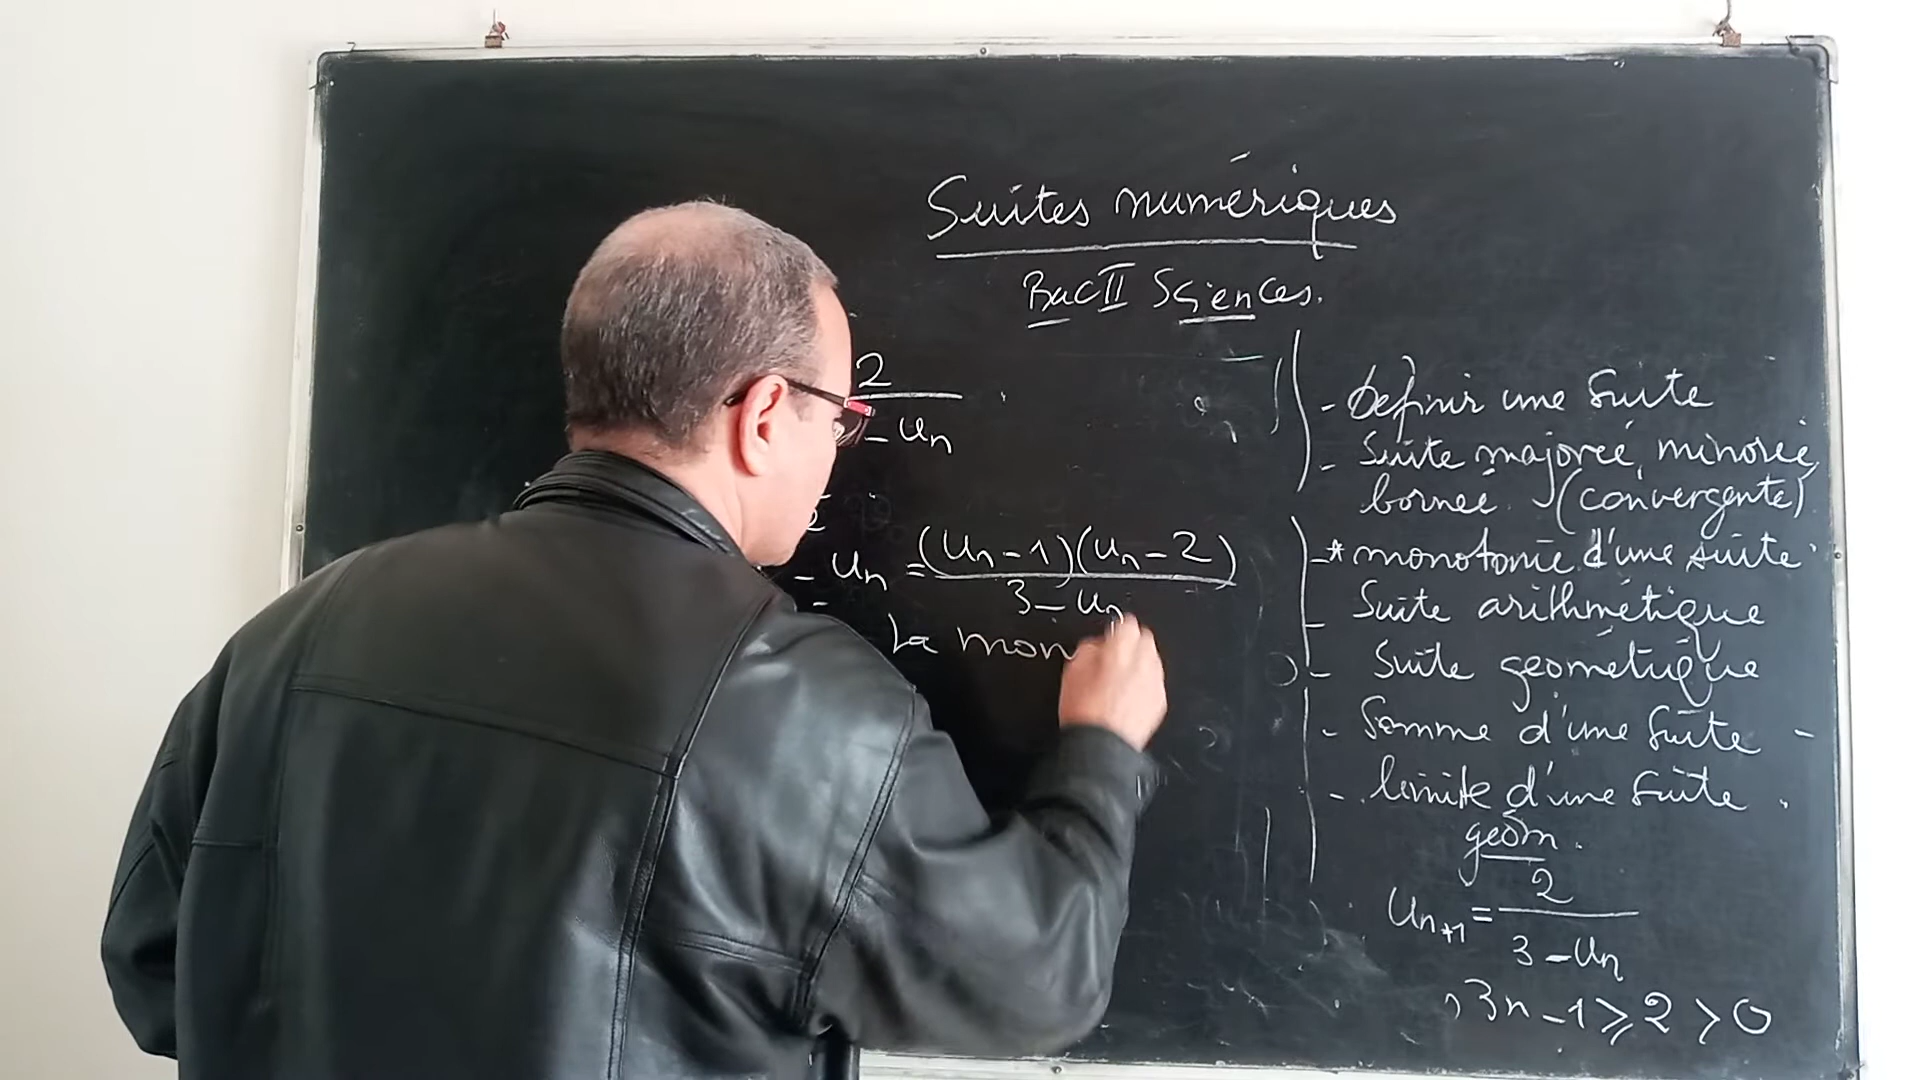 Suites numériques
Bac II Sciences.
2
- un
- un = (un - 1)(un - 2)
3 - un
La mon
- Définir une suite
- Suite majorée, minorée,
bornée. (convergente)
-* monotonie d'une suite
- Suite arithmétique
- Suite géométrique
- Somme d'une suite -
- limite d'une suite.
géom.
un+1 = 2
3 - un
, 3n - 1 ⩾ 2 > 0